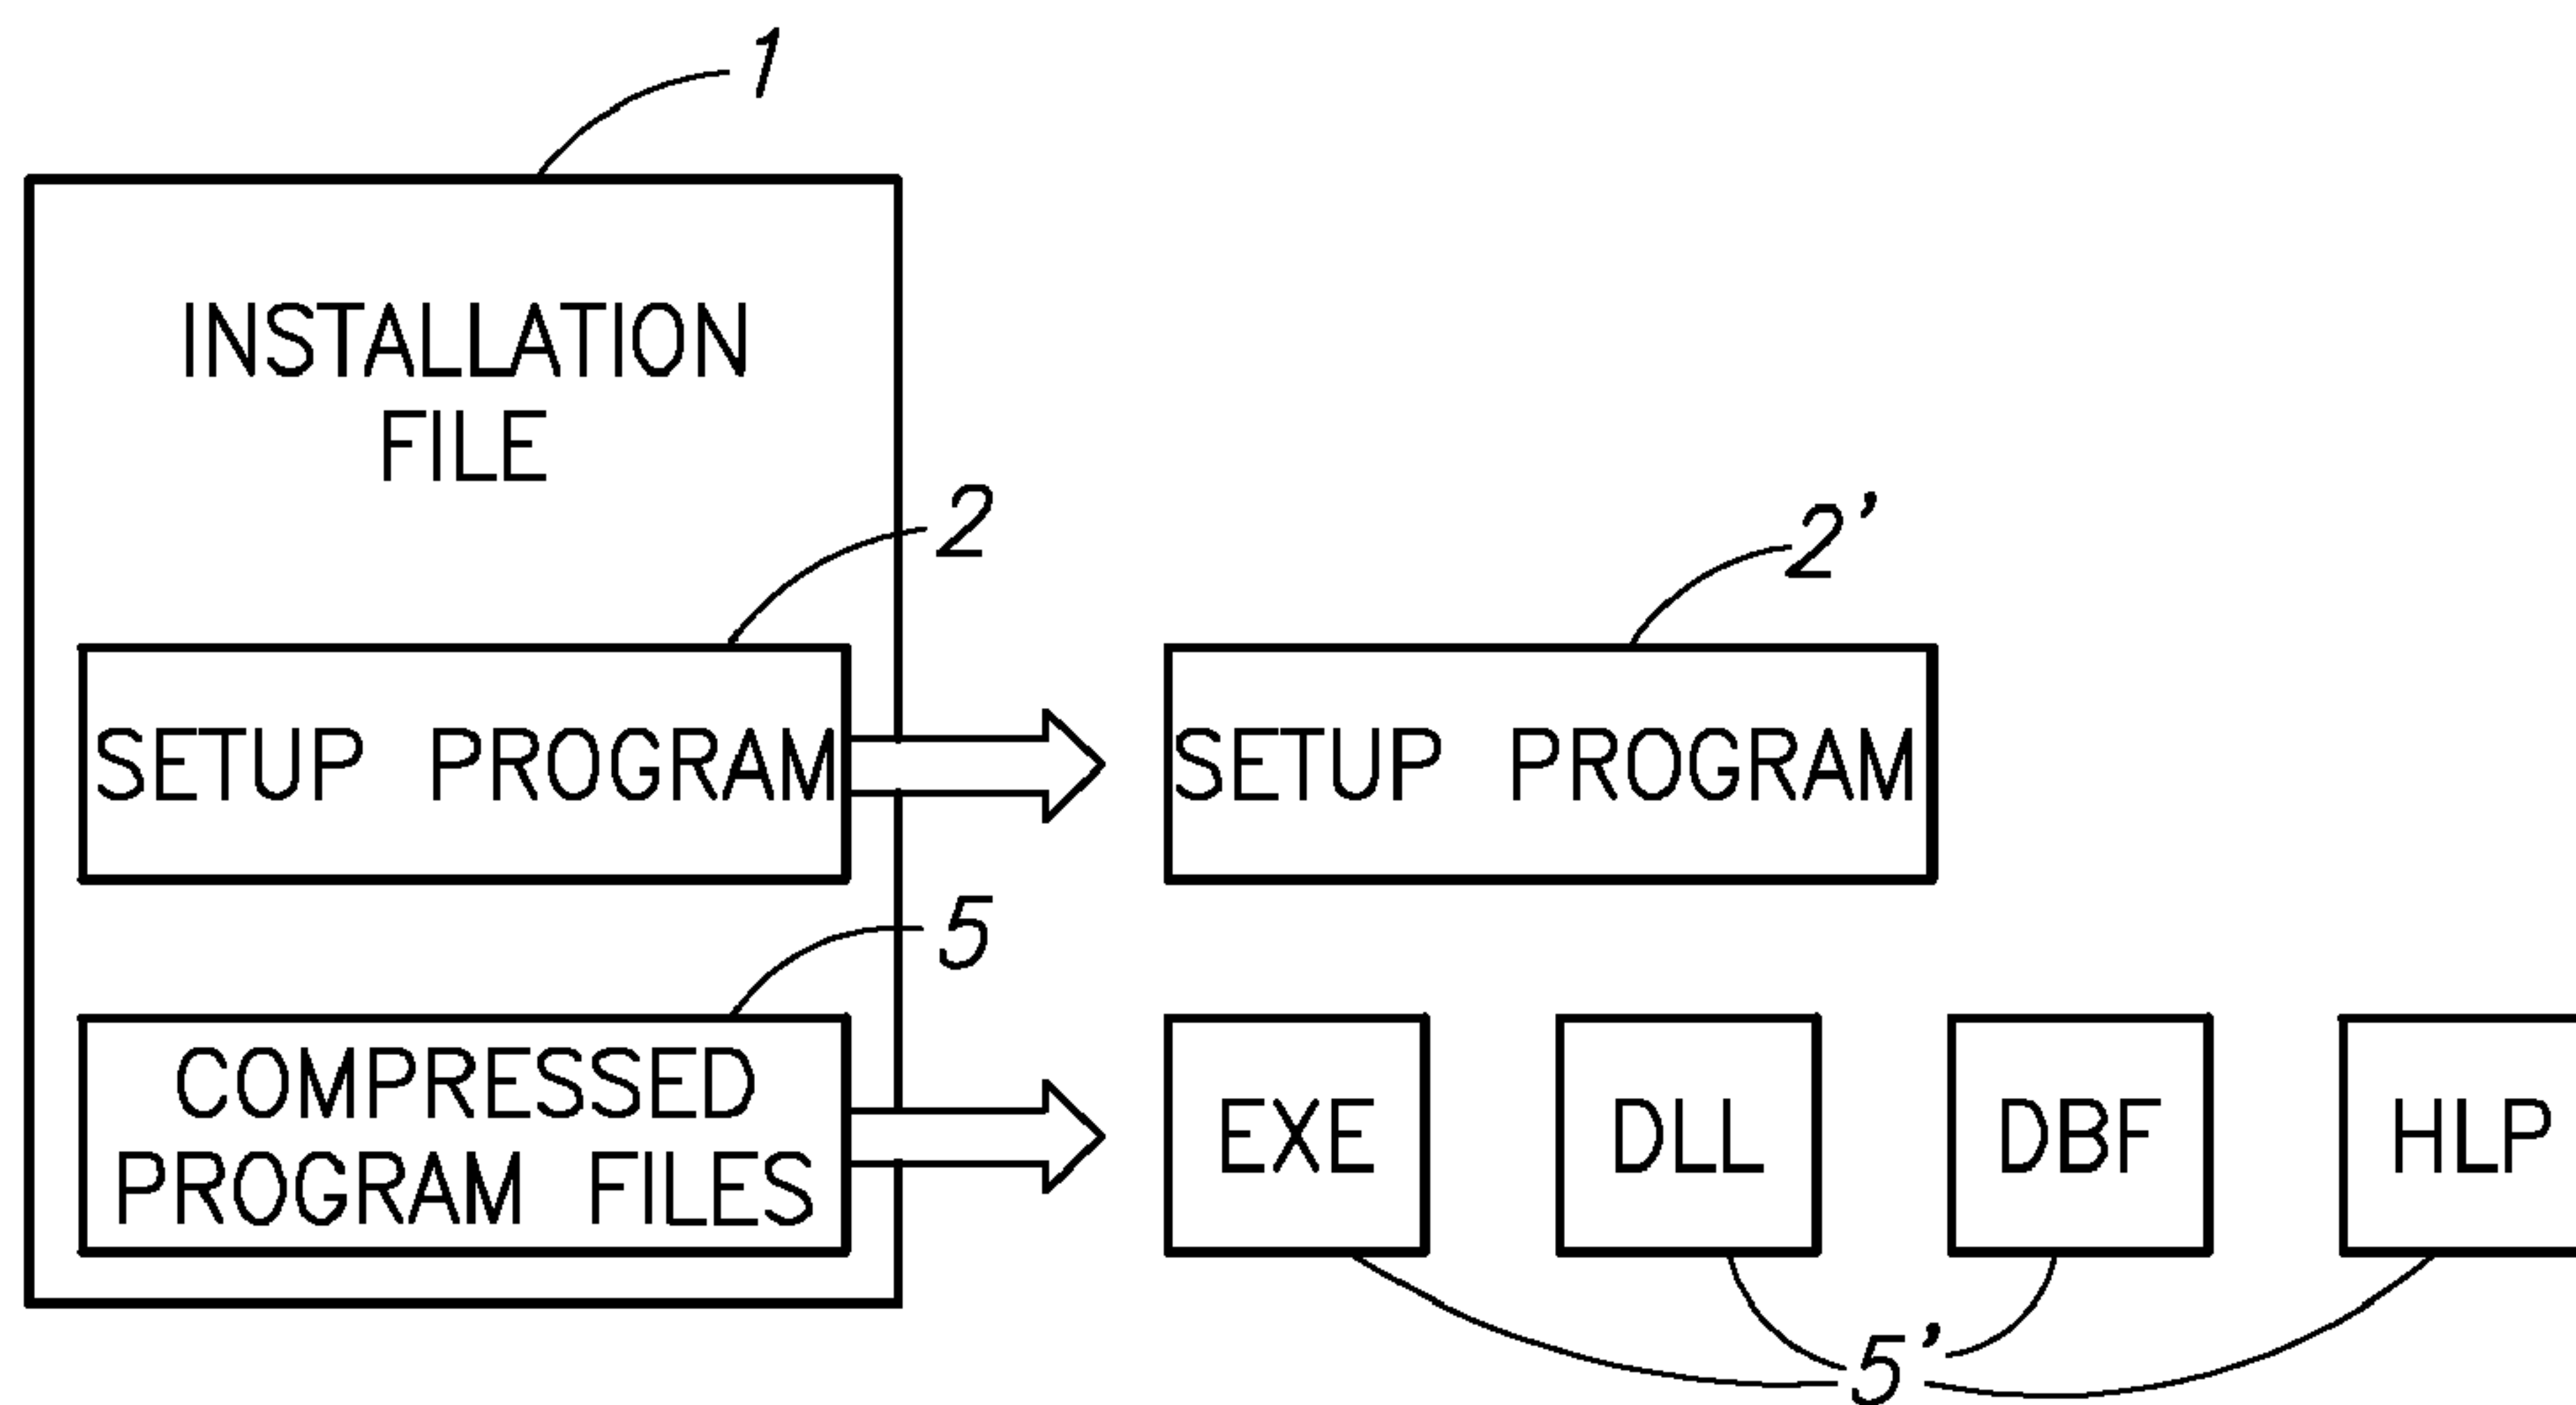 1
INSTALLATION
FILE
2
2'
SETUP PROGRAM
SETUP PROGRAM
5
COMPRESSED
PROGRAM FILES
EXE
DLL
DBF
HLP
5'